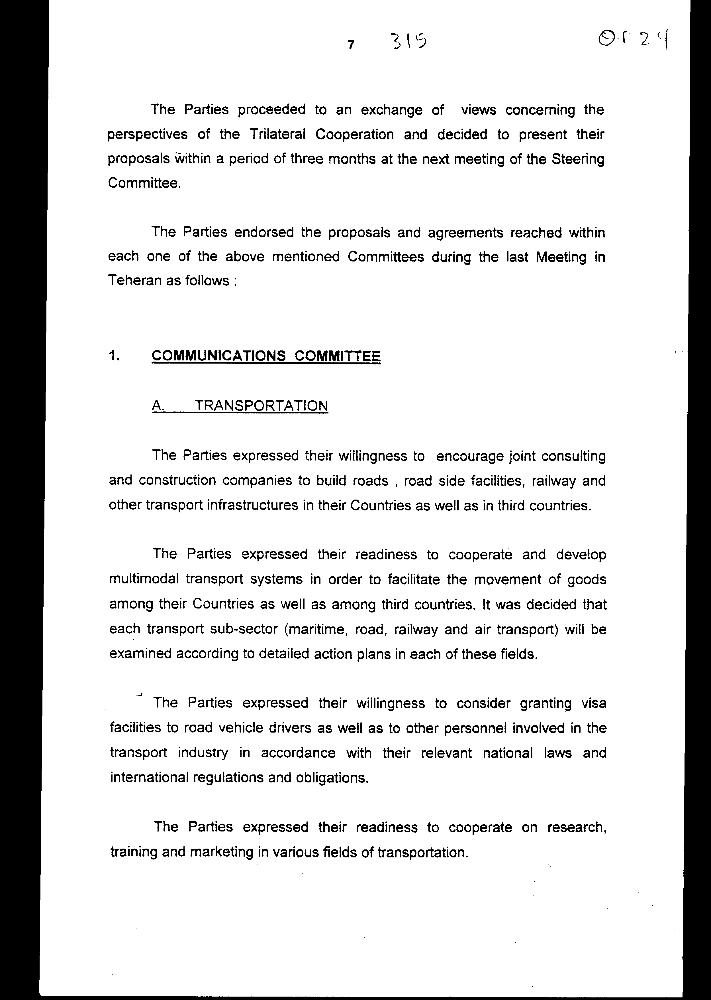 7 315
The Parties proceeded to an exchange of views concerning the
perspectives of the Trilateral Cooperation and decided to present their
proposals within a period of three months at the next meeting of the Steering
Committee.
The Parties endorsed the proposals and agreements reached within
each one of the above mentioned Committees during the last Meeting in
Teheran as follows :
1. COMMUNICATIONS COMMITTEE
A. TRANSPORTATION
The Parties expressed their willingness to encourage joint consulting
and construction companies to build roads , road side facilities, railway and
other transport infrastructures in their Countries as well as in third countries.
The Parties expressed their readiness to cooperate and develop
multimodal transport systems in order to facilitate the movement of goods
among their Countries as well as among third countries. It was decided that
each transport sub-sector (maritime, road, railway and air transport) will be
examined according to detailed action plans in each of these fields.
The Parties expressed their willingness to consider granting visa
facilities to road vehicle drivers as well as to other personnel involved in the
transport industry in accordance with their relevant national laws and
international regulations and obligations.
The Parties expressed their readiness to cooperate on research,
training and marketing in various fields of transportation.